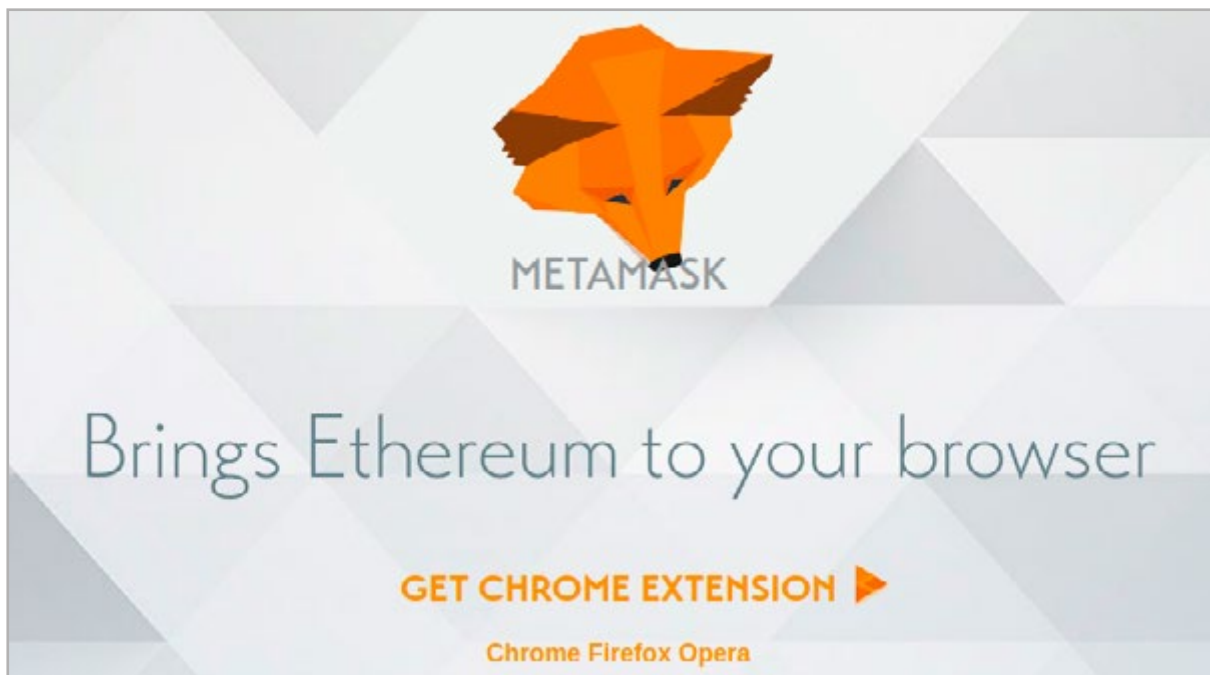 METAMASK
Brings Ethereum to your browser
GET CHROME EXTENSION
Chrome Firefox Opera